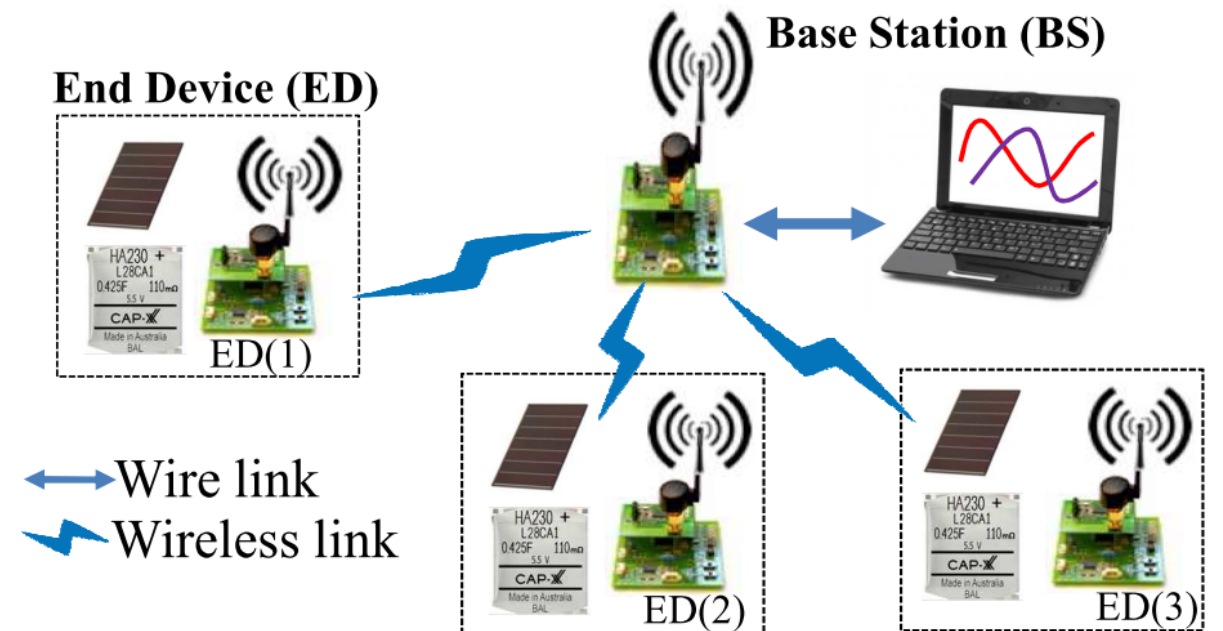 Base Station (BS)
End Device (ED)
HA230 +
L28CA1
0.425F 110mΩ
5.5 V
CAP-XX
Made in Australia
BAL
ED(1)
HA230 +
L28CA1
0.425F 110mΩ
5.5 V
CAP-XX
Made in Australia
BAL
ED(2)
HA230 +
L28CA1
0.425F 110mΩ
5.5 V
CAP-XX
Made in Australia
BAL
ED(3)
Wire link
Wireless link